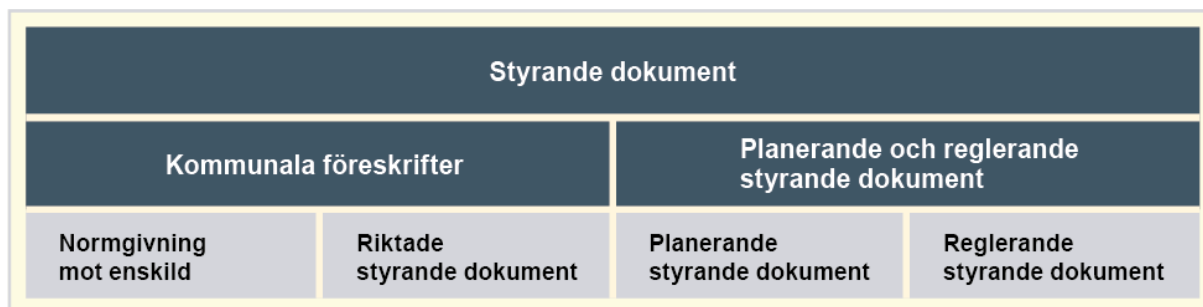 Styrande dokument
Kommunala föreskrifter
Planerande och reglerande
styrande dokument
Normgivning
mot enskild
Riktade
styrande dokument
Planerande
styrande dokument
Reglerande
styrande dokument